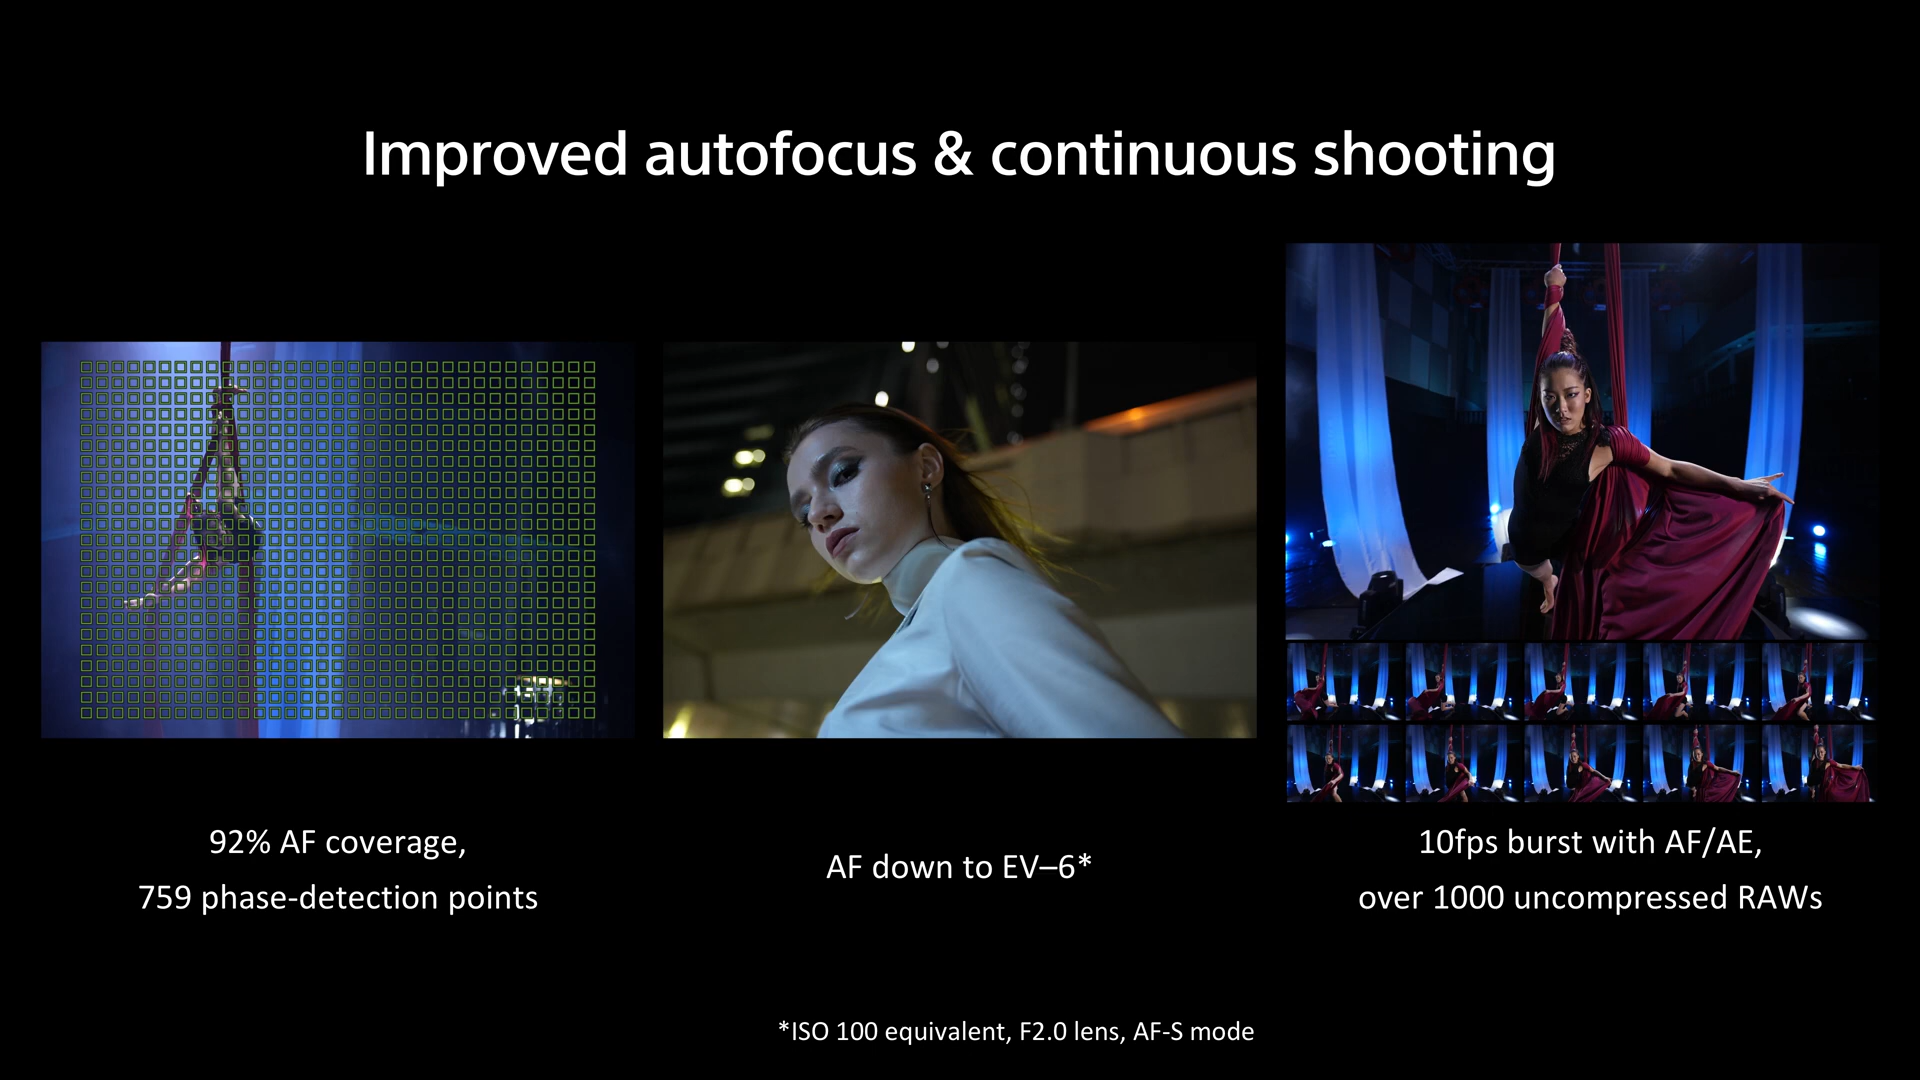 Improved autofocus & continuous shooting
92% AF coverage,
759 phase-detection points
AF down to EV–6*
10fps burst with AF/AE,
over 1000 uncompressed RAWs
*ISO 100 equivalent, F2.0 lens, AF-S mode